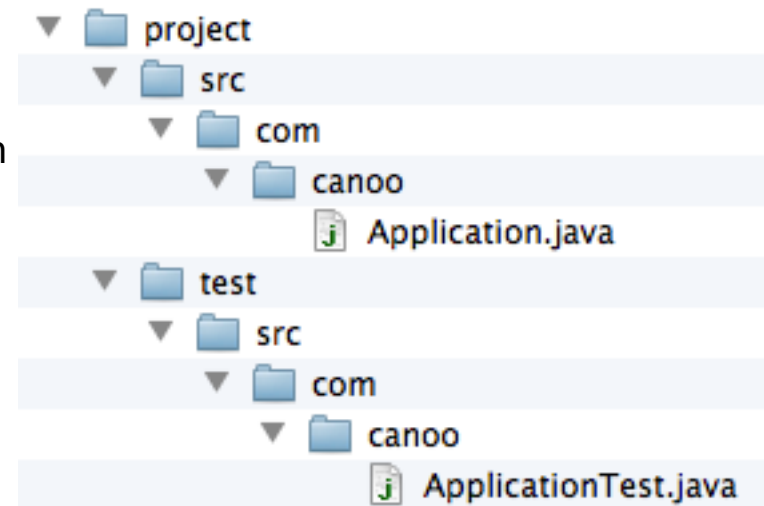 project
src
com
canoo
Application.java
test
src
com
canoo
ApplicationTest.java